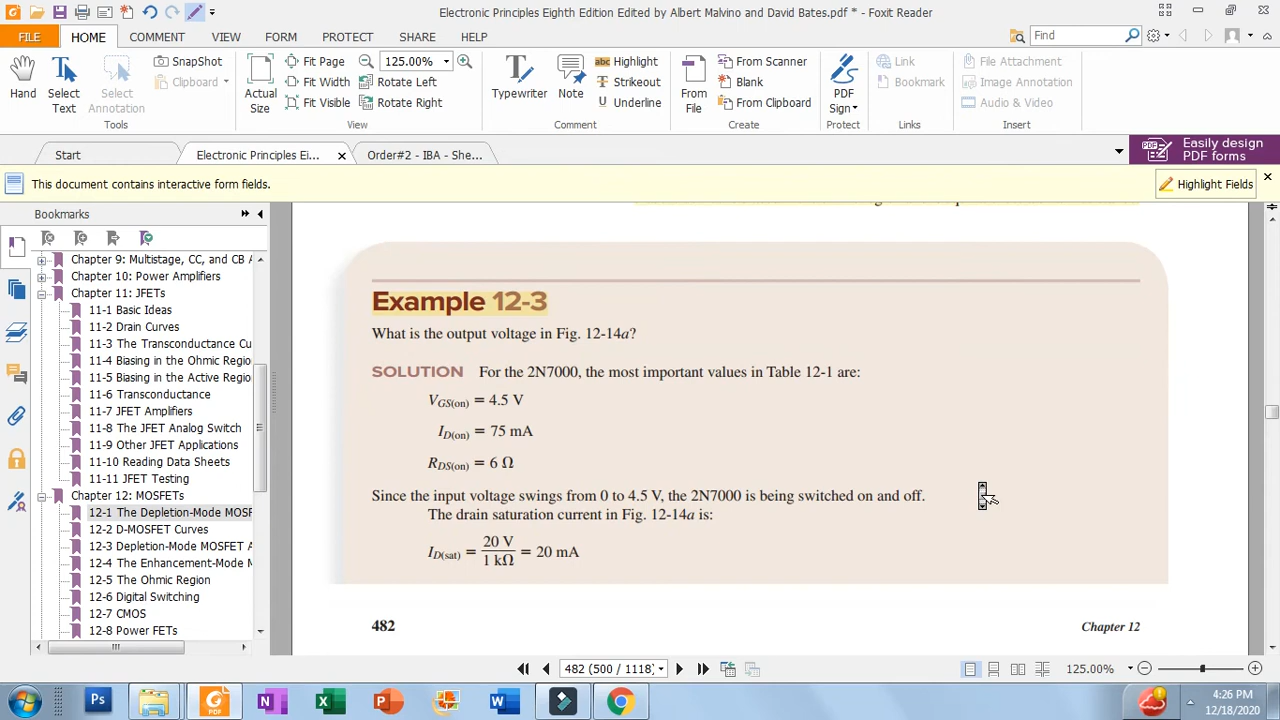 Electronic Principles Eighth Edition Edited by Albert Malvino and David Bates.pdf * - Foxit Reader
FILE HOME COMMENT VIEW FORM PROTECT SHARE HELP Find
Hand
Select Text
Select Annotation
SnapShot
Clipboard
Tools
Actual Size
Fit Page
Fit Width
Fit Visible
125.00%
Rotate Left
Rotate Right
View
Typewriter
Note
Highlight
Strikeout
Underline
Comment
From File
From Scanner
Blank
From Clipboard
Create
PDF Sign
Protect
Link
Bookmark
Links
File Attachment
Image Annotation
Audio & Video
Insert
Start
Electronic Principles Ei...
Order#2 - IBA - She...
Easily design
PDF forms
This document contains interactive form fields.
Highlight Fields
Bookmarks
Chapter 9: Multistage, CC, and CB A
Chapter 10: Power Amplifiers
Chapter 11: JFETs
11-1 Basic Ideas
11-2 Drain Curves
11-3 The Transconductance Cu
11-4 Biasing in the Ohmic Region
11-5 Biasing in the Active Regio
11-6 Transconductance
11-7 JFET Amplifiers
11-8 The JFET Analog Switch
11-9 Other JFET Applications
11-10 Reading Data Sheets
11-11 JFET Testing
Chapter 12: MOSFETs
12-1 The Depletion-Mode MOSF
12-2 D-MOSFET Curves
12-3 Depletion-Mode MOSFET A
12-4 The Enhancement-Mode M
12-5 The Ohmic Region
12-6 Digital Switching
12-7 CMOS
12-8 Power FETs
Example 12-3
What is the output voltage in Fig. 12-14a?
SOLUTION For the 2N7000, the most important values in Table 12-1 are:
VGS(on) = 4.5 V
ID(on) = 75 mA
RDS(on) = 6 Ω
Since the input voltage swings from 0 to 4.5 V, the 2N7000 is being switched on and off.
The drain saturation current in Fig. 12-14a is:
ID(sat) = 20 V / 1 kΩ = 20 mA
482 Chapter 12
482 (500 / 1118) 125.00%
4:26 PM
12/18/2020